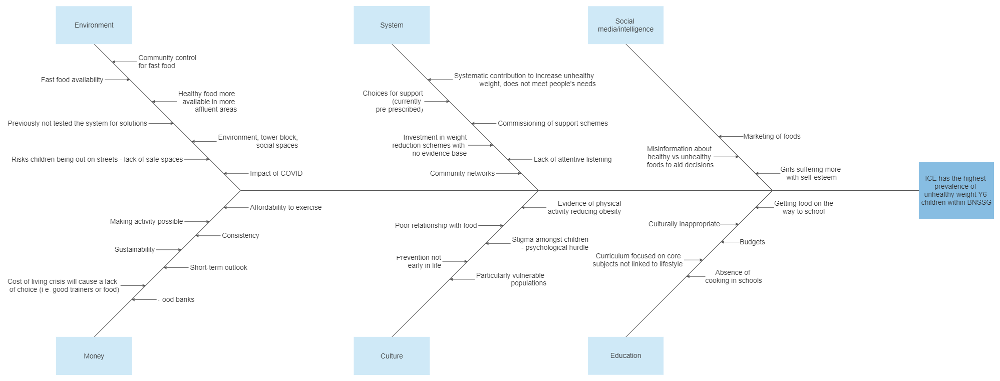 Environment
System
Social
media/intelligence
Community control
for fast food
Fast food availability
Healthy food more
available in more
affluent areas
Previously not tested the system for solutions
Environment, tower block,
social spaces
Risks children being out on streets - lack of safe spaces
Impact of COVID
Systematic contribution to increase unhealthy
weight, does not meet people's needs
Choices for support
(currently
pre prescribed)
Commissioning of support schemes
Investment in weight
reduction schemes with
no evidence base
Lack of attentive listening
Community networks
Marketing of foods
Misinformation about
healthy vs unhealthy
foods to aid decisions
Girls suffering more
with self-esteem
ICE has the highest
prevalence of
unhealthy weight Y6
children within BNSSG
Affordability to exercise
Making activity possible
Consistency
Sustainability
Short-term outlook
Cost of living crisis will cause a lack
of choice (i e good trainers or food)
ood banks
Evidence of physical
activity reducing obesity
Poor relationship with food
Stigma amongst children
- psychological hurdle
Prevention not
early in life
Particularly vulnerable
populations
Getting food on the
way to school
Culturally inappropriate
Budgets
Curriculum focused on core
subjects not linked to lifestyle
Absence of
cooking in schools
Money
Culture
Education